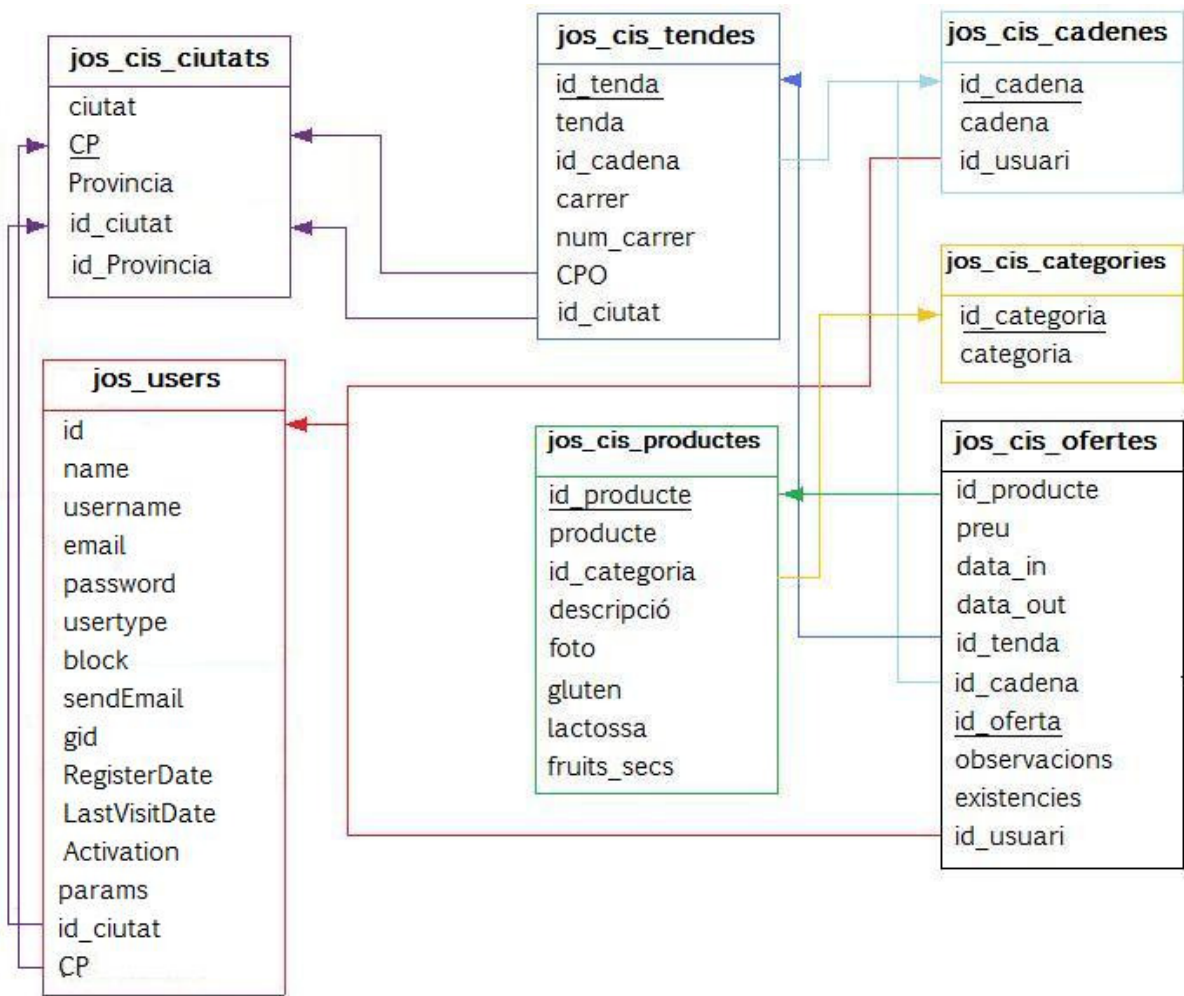 jos_cis_ciutats
ciutat
CP
Provincia
id_ciutat
id_Provincia
jos_cis_tendes
id_tenda
tenda
id_cadena
carrer
num_carrer
CPO
id_ciutat
jos_cis_cadenes
id_cadena
cadena
id_usuari
jos_cis_categories
id_categoria
categoria
jos_users
id
name
username
email
password
usertype
block
sendEmail
gid
RegisterDate
LastVisitDate
Activation
params
id_ciutat
CP
jos_cis_productes
id_producte
producte
id_categoria
descripció
foto
gluten
lactossa
fruits_secs
jos_cis_ofertes
id_producte
preu
data_in
data_out
id_tenda
id_cadena
id_oferta
observacions
existencies
id_usuari